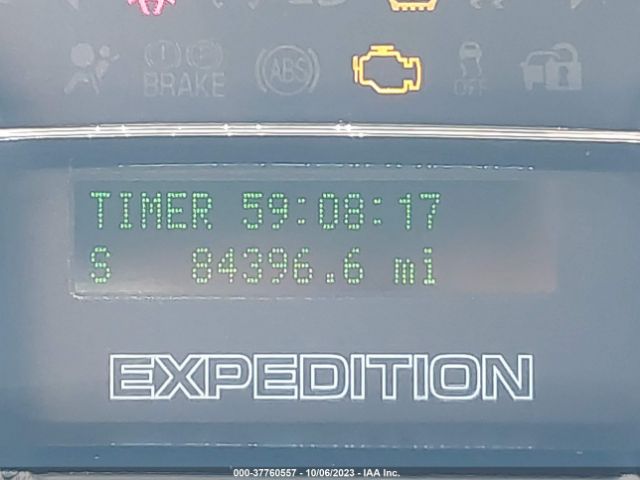 BRAKE
ABS
OFF
TIMER 59:08:17
S 84396.6 mi
EXPEDITION
000-37760557 - 10/06/2023 - IAA Inc.